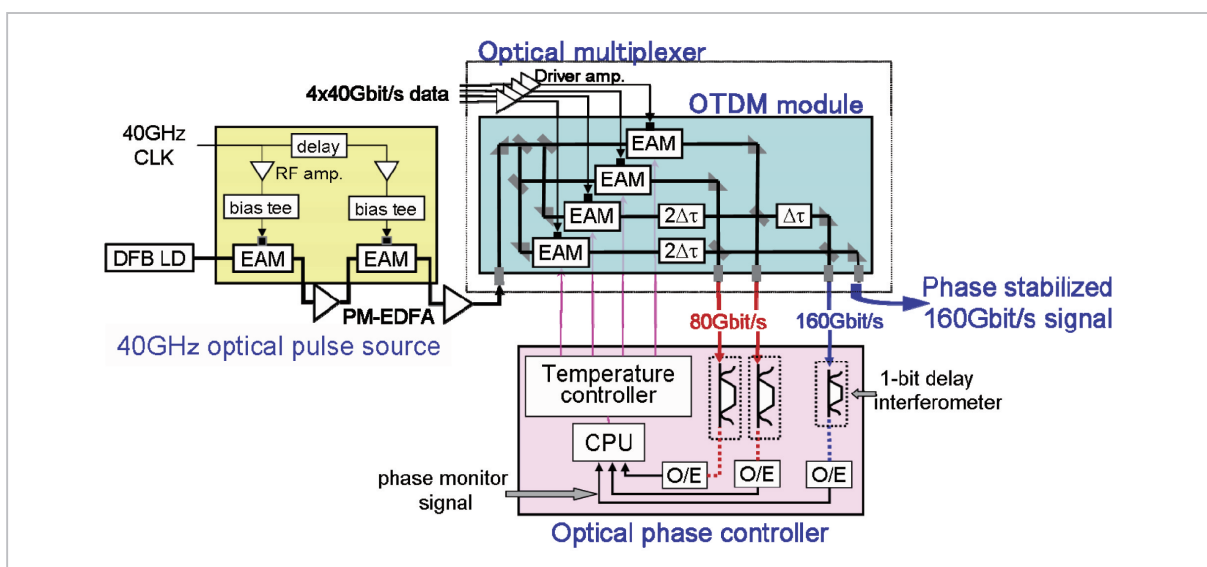 Optical multiplexer
Driver amp.
4x40Gbit/s data
OTDM module
40GHz
CLK
delay
RF amp.
bias tee
bias tee
DFB LD
EAM
EAM
PM-EDFA
40GHz optical pulse source
EAM
EAM
EAM
2Δτ
Δτ
EAM
2Δτ
80Gbit/s
160Gbit/s
Phase stabilized
160Gbit/s signal
Temperature
controller
CPU
1-bit delay
interferometer
O/E
O/E
O/E
phase monitor
signal
Optical phase controller